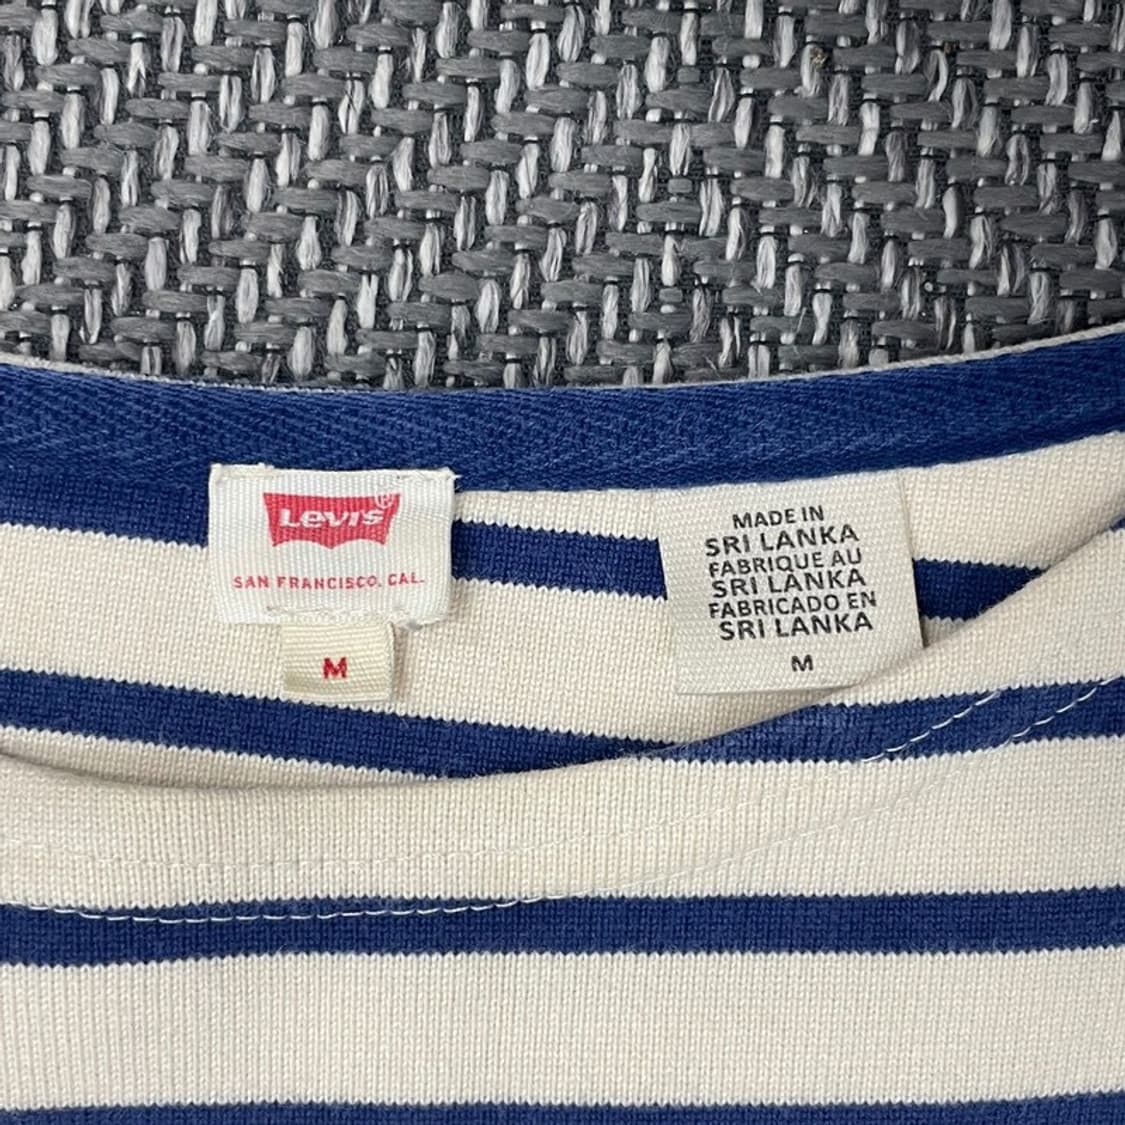 Levi's®
SAN FRANCISCO, CAL.
M
MADE IN
SRI LANKA
FABRIQUE AU
SRI LANKA
FABRICADO EN
SRI LANKA
M